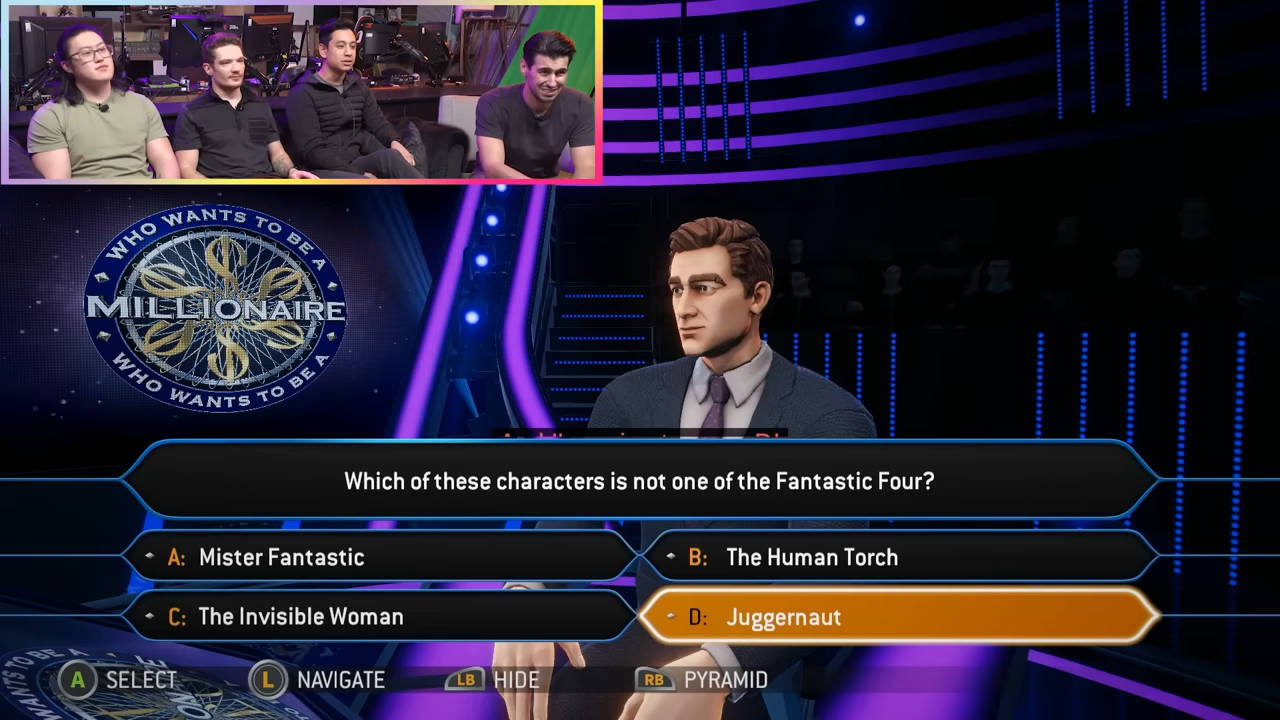 WHO WANTS TO BE A
MILLIONAIRE
WHO WANTS TO BE A
Which of these characters is not one of the Fantastic Four?
A: Mister Fantastic
B: The Human Torch
C: The Invisible Woman
D: Juggernaut
A SELECT
L NAVIGATE
LB HIDE
RB PYRAMID